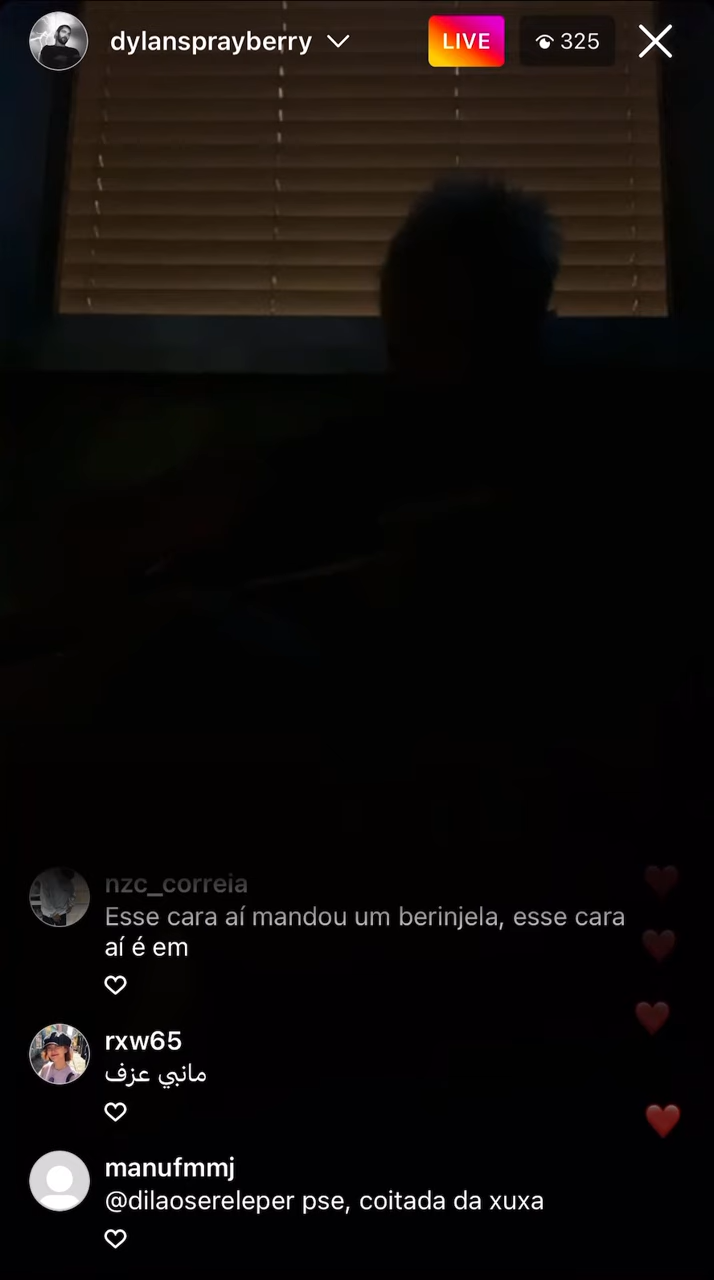 dylansprayberry
LIVE
325
nzc_correia
Esse cara aí mandou um berinjela, esse cara
aí é em
rxw65
مانبي عزف
manufmmj
@dilaosereleper pse, coitada da xuxa